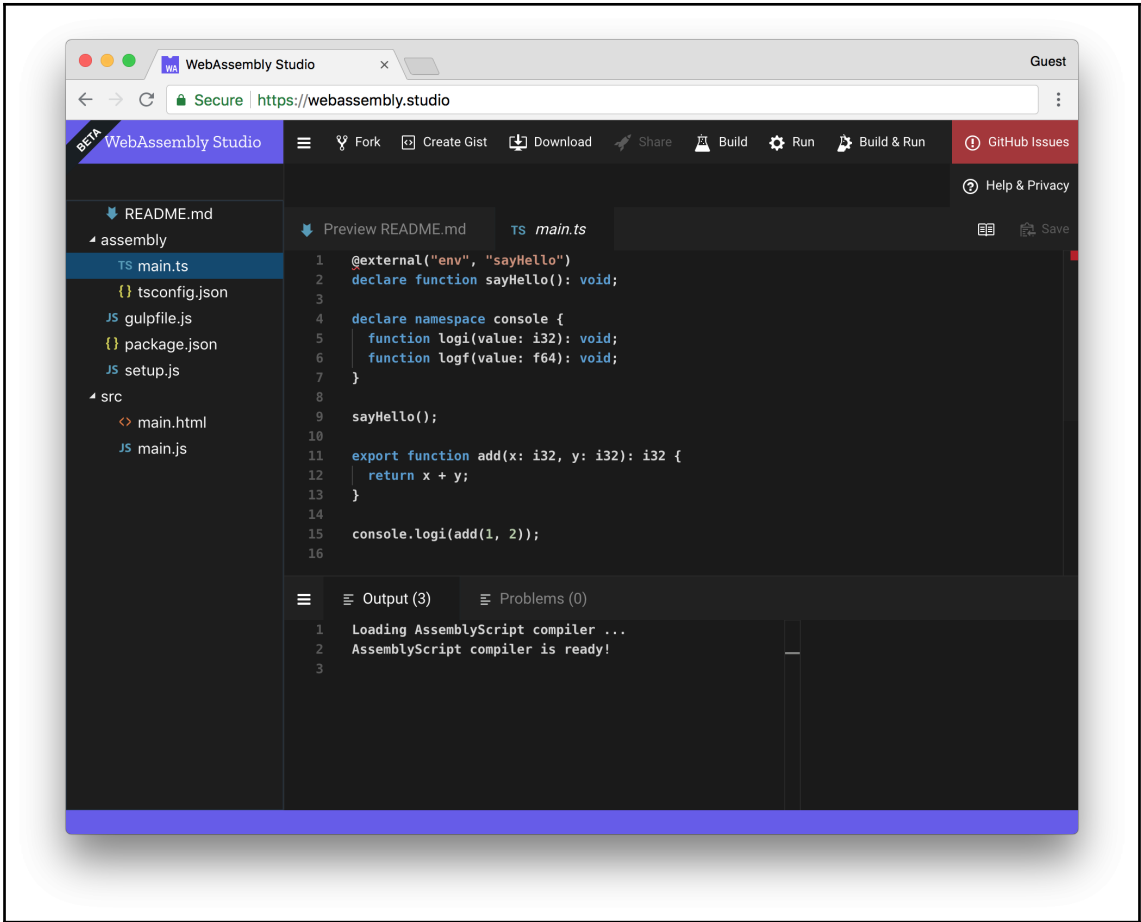 WebAssembly Studio
Guest
Secure https://webassembly.studio
BETA
WebAssembly Studio
Fork Create Gist Download Share Build Run Build & Run GitHub Issues
Help & Privacy
README.md
assembly
TS main.ts
{} tsconfig.json
JS gulpfile.js
{} package.json
JS setup.js
src
<> main.html
JS main.js
Preview README.md TS main.ts Save
1 @external("env", "sayHello")
2 declare function sayHello(): void;
3
4 declare namespace console {
5 function logi(value: i32): void;
6 function logf(value: f64): void;
7 }
8
9 sayHello();
10
11 export function add(x: i32, y: i32): i32 {
12 return x + y;
13 }
14
15 console.logi(add(1, 2));
16
Output (3) Problems (0)
1 Loading AssemblyScript compiler ...
2 AssemblyScript compiler is ready!
3